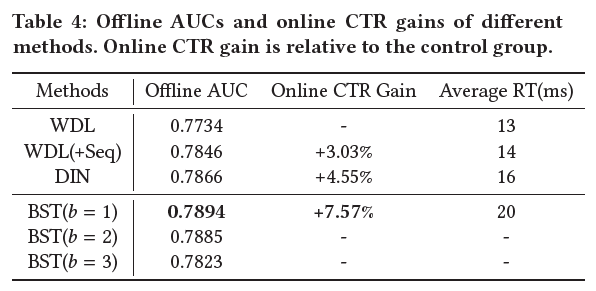 Table 4: Offline AUCs and online CTR gains of different
methods. Online CTR gain is relative to the control group.
Methods Offline AUC Online CTR Gain Average RT(ms)
WDL 0.7734 - 13
WDL(+Seq) 0.7846 +3.03% 14
DIN 0.7866 +4.55% 16
BST(b = 1) 0.7894 +7.57% 20
BST(b = 2) 0.7885 - -
BST(b = 3) 0.7823 - -